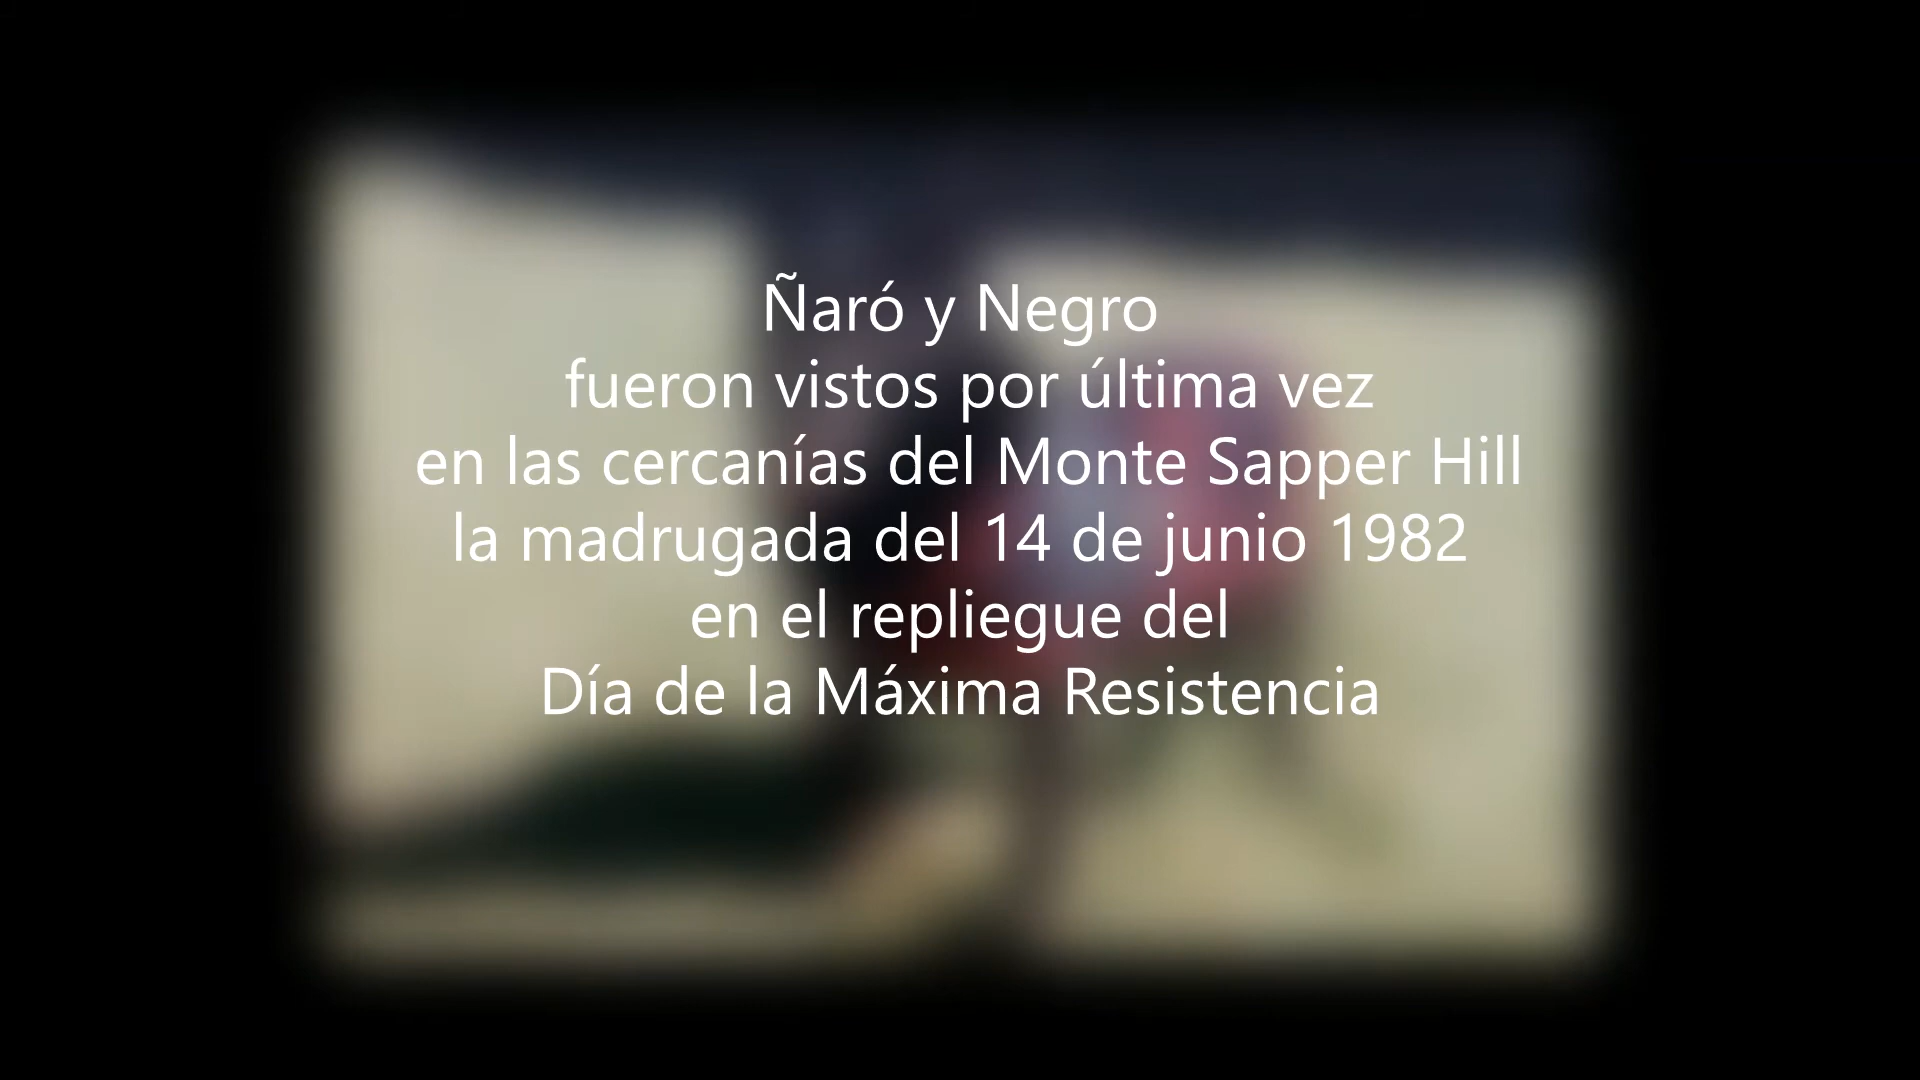 Ñaró y Negro
fueron vistos por última vez
en las cercanías del Monte Sapper Hill
la madrugada del 14 de junio 1982
en el repliegue del
Día de la Máxima Resistencia